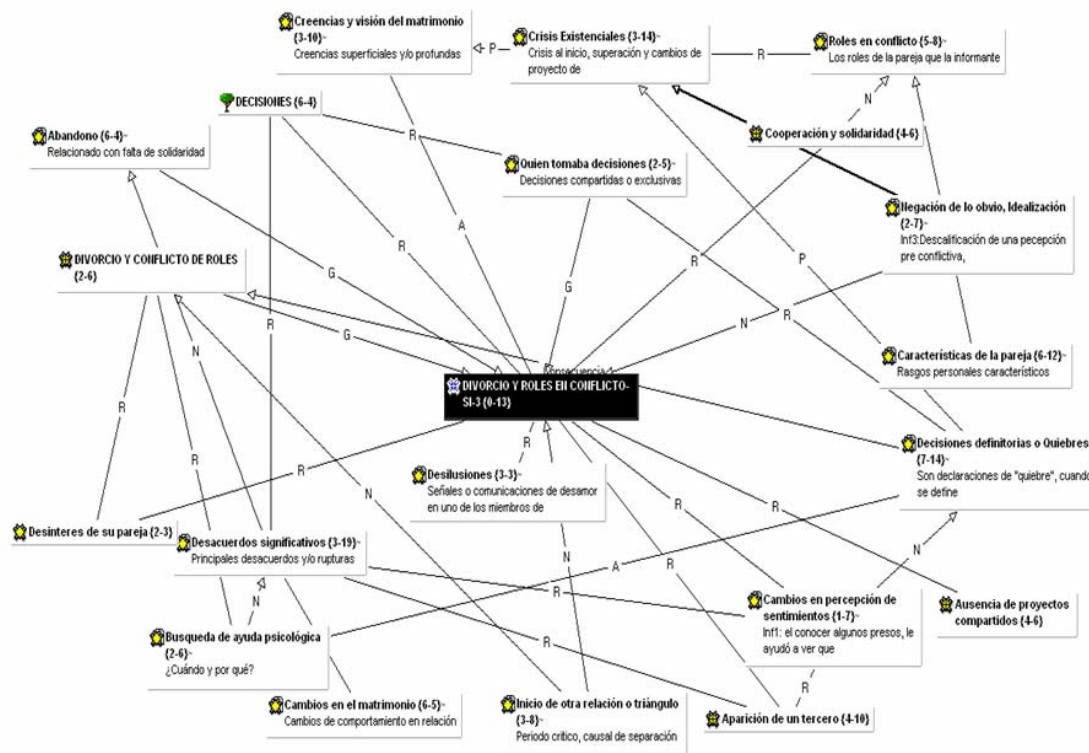 Creencias y visión del matrimonio
{3-10}~
Creencias superficiales y/o profundas
Crisis Existenciales {3-14}~
Crisis al inicio, superación y cambios de
proyecto de
Roles en conflicto {5-8}~
Los roles de la pareja que la informante
P
R
DECISIONES {6-4}
Abandono {6-4}~
Relacionado con falta de solidaridad
R
N
Cooperación y solidaridad {4-6}
Quien tomaba decisiones {2-5}~
Decisiones compartidas o exclusivas
Negación de lo obvio, Idealización
{2-7}~
Inf3:Descalificación de una pecepción
pre conflictiva,
A
R
DIVORCIO Y CONFLICTO DE ROLES
{2-6}
G
R
P
G
G
R
N
R
N
Características de la pareja {6-12}~
Rasgos personales característicos
Consecuencia
DIVORCIO Y ROLES EN CONFLICTO-
SI-3 {0-13}
R
R
R
Decisiones definitorias o Quiebres
{7-14}~
Son declaraciones de "quiebre", cuando
se define
R
Desilusiones {3-3}~
Señales o comunicaciones de desamor
en uno de los miembros de
N
R
Desinteres de su pareja {2-3}
Desacuerdos significativos {3-19}~
Principales desacuerdos y/o rupturas
N
R
N
A
R
N
Cambios en percepción de
sentimientos {1-7}~
Inf1: el conocer algunos presos, le
ayudó a ver que
Ausencia de proyectos
compartidos {4-6}
Busqueda de ayuda psicológica
{2-6}~
¿Cuándo y por qué?
R
R
Cambios en el matrimonio {6-5}~
Cambios de comportamiento en relación
Inicio de otra relación o triángulo
{3-8}~
Periodo critico, causal de separación
Aparición de un tercero {4-10}